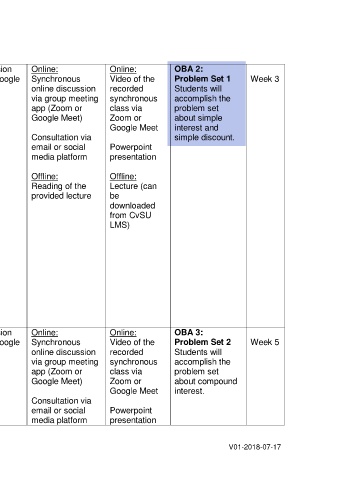 sion
oogle
Online:
Synchronous
online discussion
via group meeting
app (Zoom or
Google Meet)
Consultation via
email or social
media platform
Offline:
Reading of the
provided lecture
Online:
Video of the
recorded
synchronous
class via
Zoom or
Google Meet
Powerpoint
presentation
Offline:
Lecture (can
be
downloaded
from CvSU
LMS)
OBA 2:
Problem Set 1
Students will
accomplish the
problem set
about simple
interest and
simple discount.
Week 3
sion
oogle
Online:
Synchronous
online discussion
via group meeting
app (Zoom or
Google Meet)
Consultation via
email or social
media platform
Online:
Video of the
recorded
synchronous
class via
Zoom or
Google Meet
Powerpoint
presentation
OBA 3:
Problem Set 2
Students will
accomplish the
problem set
about compound
interest.
Week 5
V01-2018-07-17